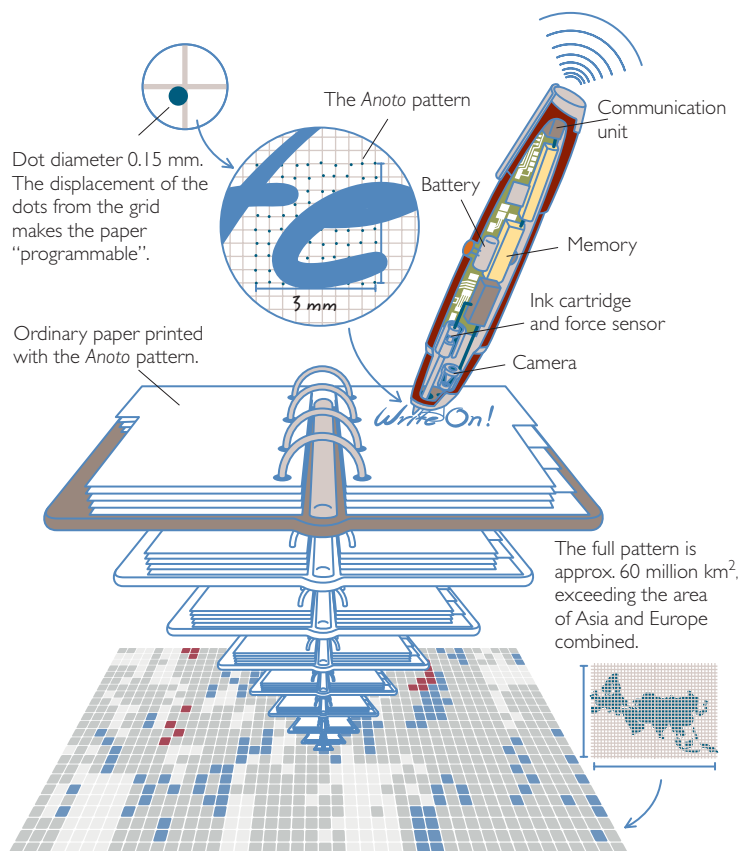 The Anoto pattern
Communication
unit
Dot diameter 0.15 mm.
The displacement of the
dots from the grid
makes the paper
“programmable”.
Battery
Memory
3 mm
Ink cartridge
and force sensor
Ordinary paper printed
with the Anoto pattern.
Camera
Write On!
The full pattern is
approx. 60 million km²,
exceeding the area
of Asia and Europe
combined.